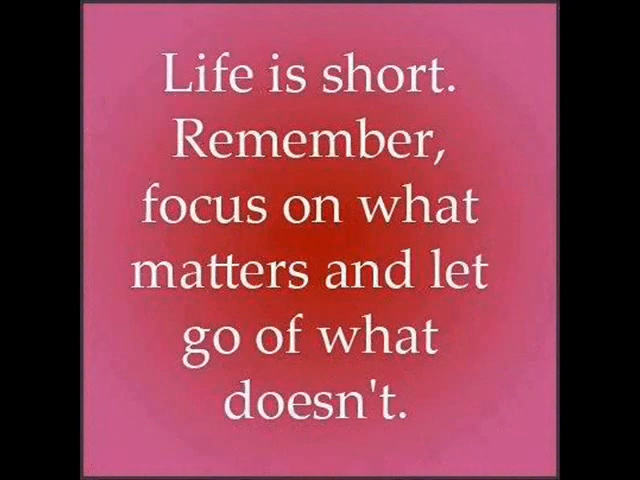 Life is short.
Remember,
focus on what
matters and let
go of what
doesn't.